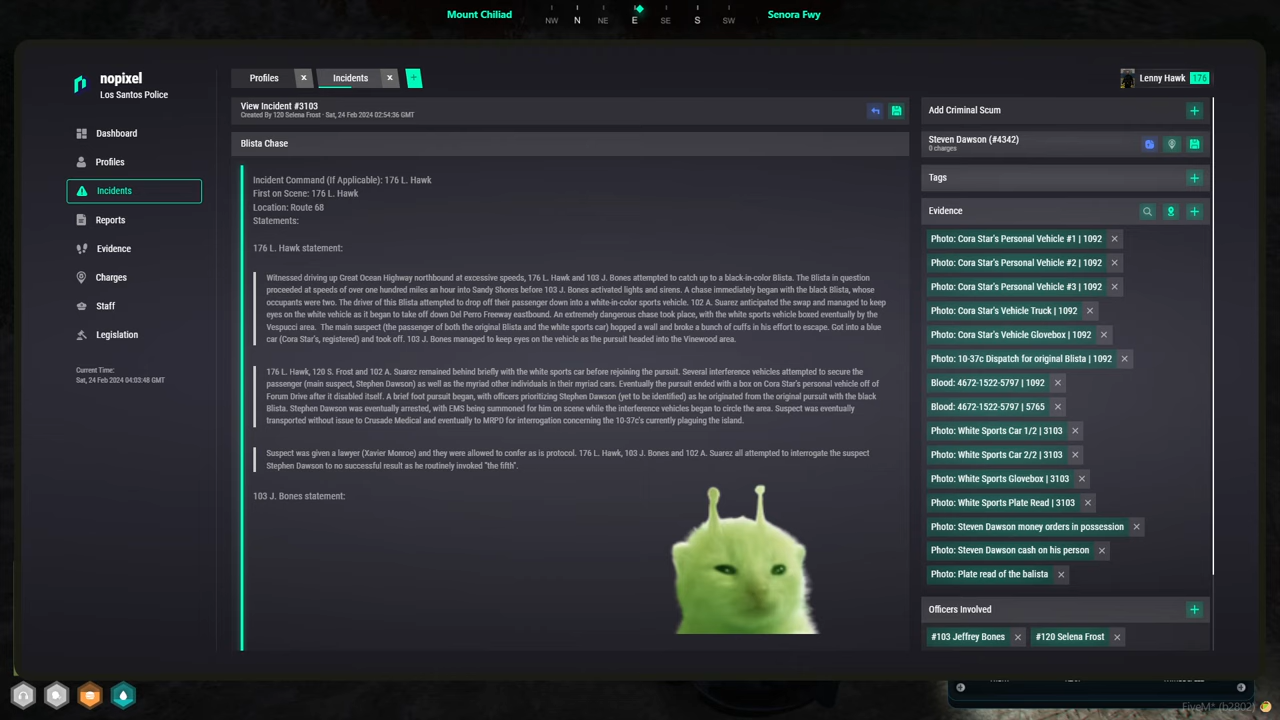 Mount Chiliad
NW N NE E SE S SW
Senora Fwy
nopixel
Los Santos Police
Dashboard
Profiles
Incidents
Reports
Evidence
Charges
Staff
Legislation
Current Time:
Sat, 24 Feb 2024 04:03:48 GMT
Profiles x Incidents x +
Lenny Hawk 176
View Incident #3103
Created By 120 Selena Frost · Sat, 24 Feb 2024 02:54:36 GMT
Blista Chase
Incident Command (If Applicable): 176 L. Hawk
First on Scene: 176 L. Hawk
Location: Route 68
Statements:
176 L. Hawk statement:
Witnessed driving up Great Ocean Highway northbound at excessive speeds, 176 L. Hawk and 103 J. Bones attempted to catch up to a black-in-color Blista. The Blista in question
proceeded at speeds of over one hundred miles an hour into Sandy Shores before 103 J. Bones activated lights and sirens. A chase immediately began with the black Blista, whose
occupants were two. The driver of this Blista attempted to drop off their passenger down into a white-in-color sports vehicle. 102 A. Suarez anticipated the swap and managed to keep
eyes on the white vehicle as it began to take off down Del Perro Freeway eastbound. An extremely dangerous chase took place, with the white sports vehicle boxed eventually by the
Vespucci area. The main suspect (the passenger of both the original Blista and the white sports car) hopped a wall and broke a bunch of cuffs in his effort to escape. Got into a blue
car (Cora Star's, registered) and took off. 103 J. Bones managed to keep eyes on the vehicle as the pursuit headed into the Vinewood area.
176 L. Hawk, 120 S. Frost and 102 A. Suarez remained behind briefly with the white sports car before rejoining the pursuit. Several interference vehicles attempted to secure the
passenger (main suspect, Stephen Dawson) as well as the myriad other individuals in their myriad cars. Eventually the pursuit ended with a box on Cora Star's personal vehicle off of
Forum Drive after it disabled itself. A brief foot pursuit began, with officers prioritizing Stephen Dawson (yet to be identified) as he originated from the original pursuit with the black
Blista. Stephen Dawson was eventually arrested, with EMS being summoned for him on scene while the interference vehicles began to circle the area. Suspect was eventually
transported without issue to Crusade Medical and eventually to MRPD for interrogation concerning the 10-37c's currently plaguing the island.
Suspect was given a lawyer (Xavier Monroe) and they were allowed to confer as is protocol. 176 L. Hawk, 103 J. Bones and 102 A. Suarez all attempted to interrogate the suspect
Stephen Dawson to no successful result as he routinely invoked "the fifth".
103 J. Bones statement:
Add Criminal Scum
Steven Dawson (#4342)
0 charges
Tags
Evidence
Photo: Cora Star's Personal Vehicle #1 | 1092
Photo: Cora Star's Personal Vehicle #2 | 1092
Photo: Cora Star's Personal Vehicle #3 | 1092
Photo: Cora Star's Vehicle Truck | 1092
Photo: Cora Star's Vehicle Glovebox | 1092
Photo: 10-37c Dispatch for original Blista | 1092
Blood: 4672-1522-5797 | 1092
Blood: 4672-1522-5797 | 5765
Photo: White Sports Car 1/2 | 3103
Photo: White Sports Car 2/2 | 3103
Photo: White Sports Glovebox | 3103
Photo: White Sports Plate Read | 3103
Photo: Steven Dawson money orders in possession
Photo: Steven Dawson cash on his person
Photo: Plate read of the balista
Officers Involved
#103 Jeffrey Bones #120 Selena Frost
FiveM* (b2802)